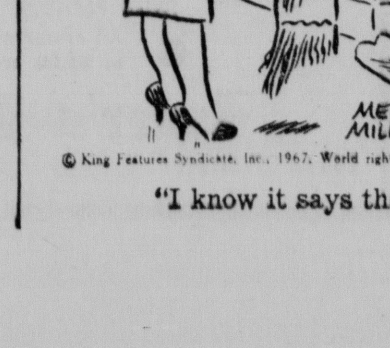 ME
MIL
© King Features Syndicate, Inc., 1967. World righ
"I know it says th